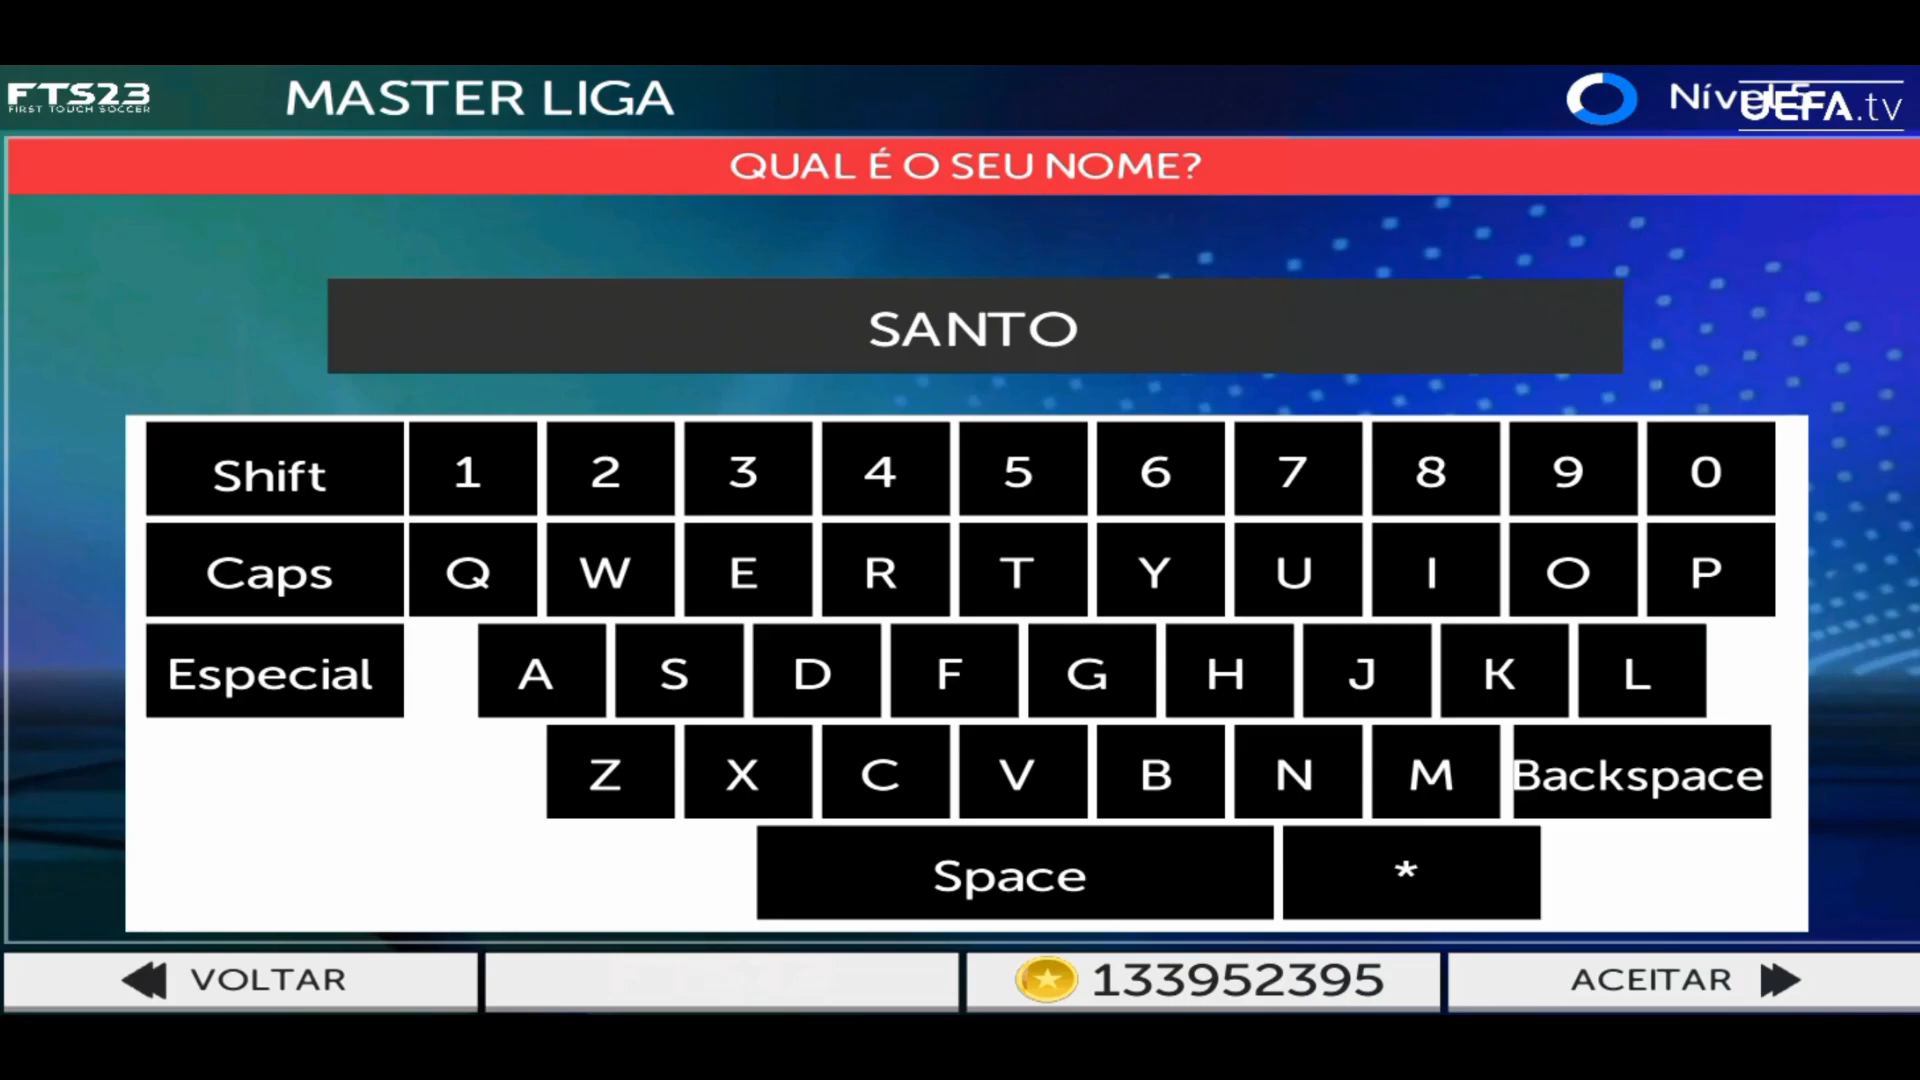 FTS23
FIRST TOUCH SOCCER
MASTER LIGA
UEFA.tv
QUAL É O SEU NOME?
SANTO
Shift 1 2 3 4 5 6 7 8 9 0
Caps Q W E R T Y U I O P
Especial A S D F G H J K L
Z X C V B N M Backspace
Space *
VOLTAR
133952395
ACEITAR